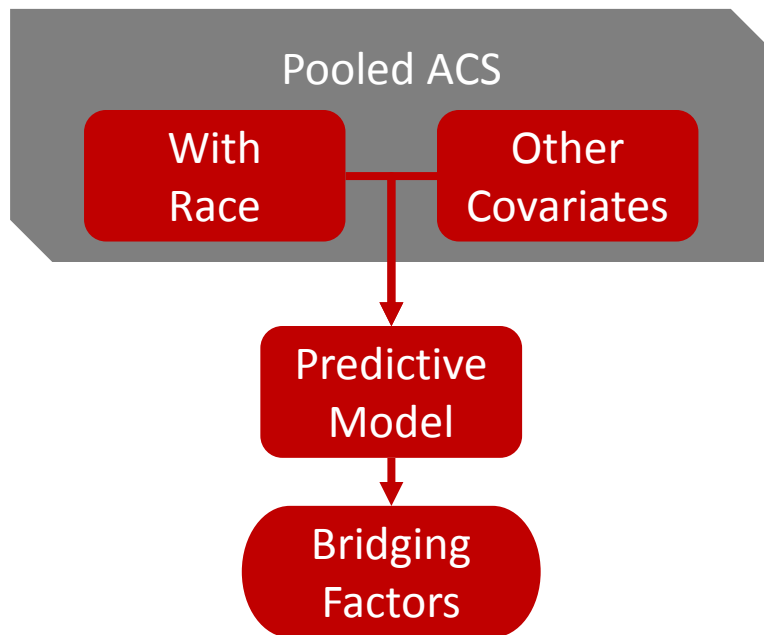 Pooled ACS
With
Race
Other
Covariates
Predictive
Model
Bridging
Factors